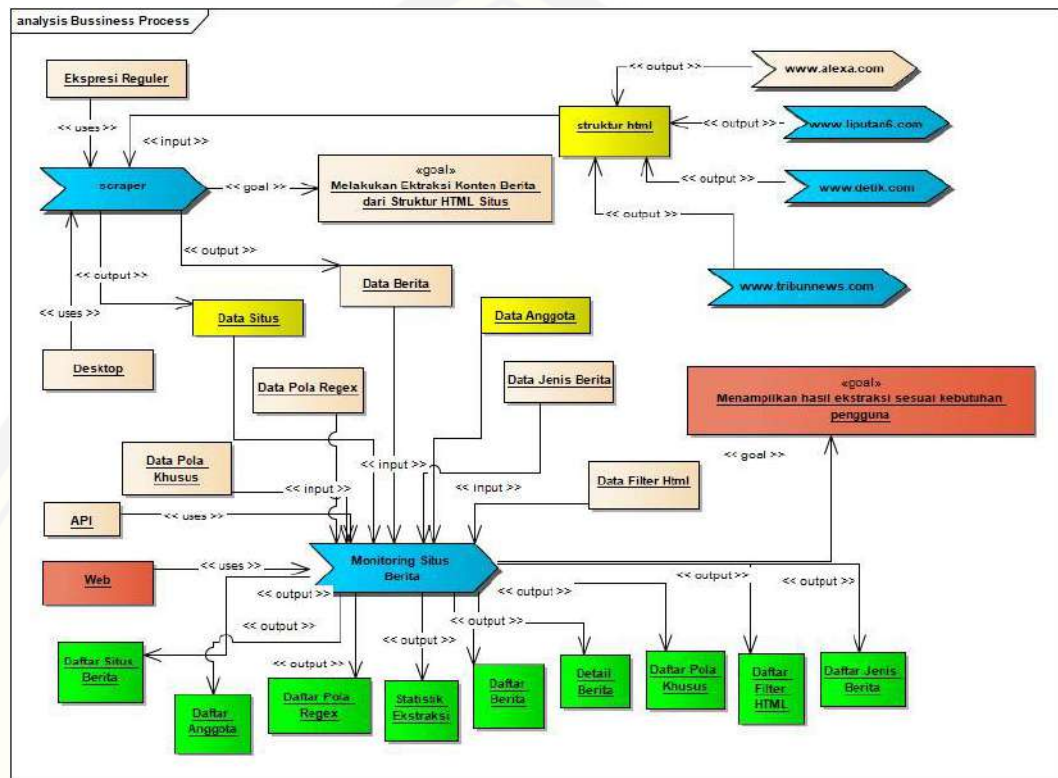 analysis Bussiness Process
Ekspresi Reguler
<< uses >>
<< input >>
<< output >>
www.alexa.com
struktur html
<< output >>
www.liputan6.com
<< output >>
www.detik.com
<< output >>
www.tribunnews.com
scraper
<< goal >>
«goal»
Melakukan Ektraksi Konten Berita
dari Struktur HTML Situs
<< output >>
<< output >>
<< uses >>
Data Berita
Data Situs
Data Anggota
Desktop
Data Pola Regex
Data Jenis Berita
«goal»
Menampilkan hasil ekstraksi sesuai kebutuhan
pengguna
<< goal >>
Data Pola
Khusus
<< input >>
<< input >>
<< input >>
Data Filter Html
API
<< uses >>
Web
<< uses >>
Monitoring Situs
Berita
<< output >>
<< output >>
<< output >>
<< output >>
<< output >>
<< output >>
<< output >>
<< output >>
<< output >>
Daftar Situs
Berita
Daftar
Anggota
Daftar Pola
Regex
Statistik
Ekstraksi
Daftar
Berita
Detail
Berita
Daftar Pola
Khusus
Daftar
Filter
HTML
Daftar Jenis
Berita